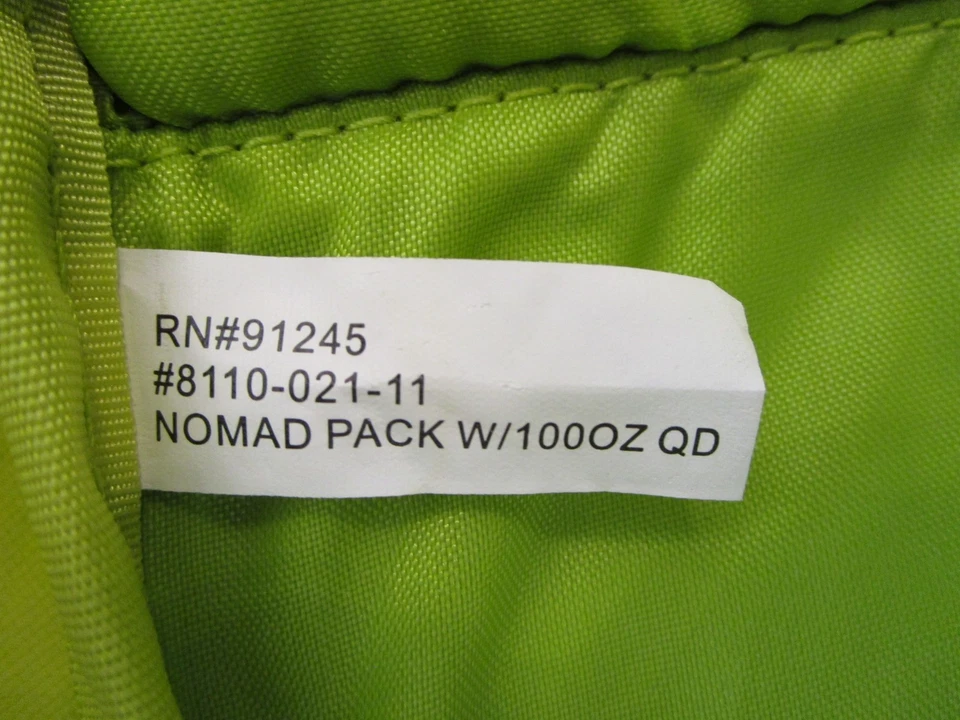 RN#91245
#8110-021-11
NOMAD PACK W/100OZ QD